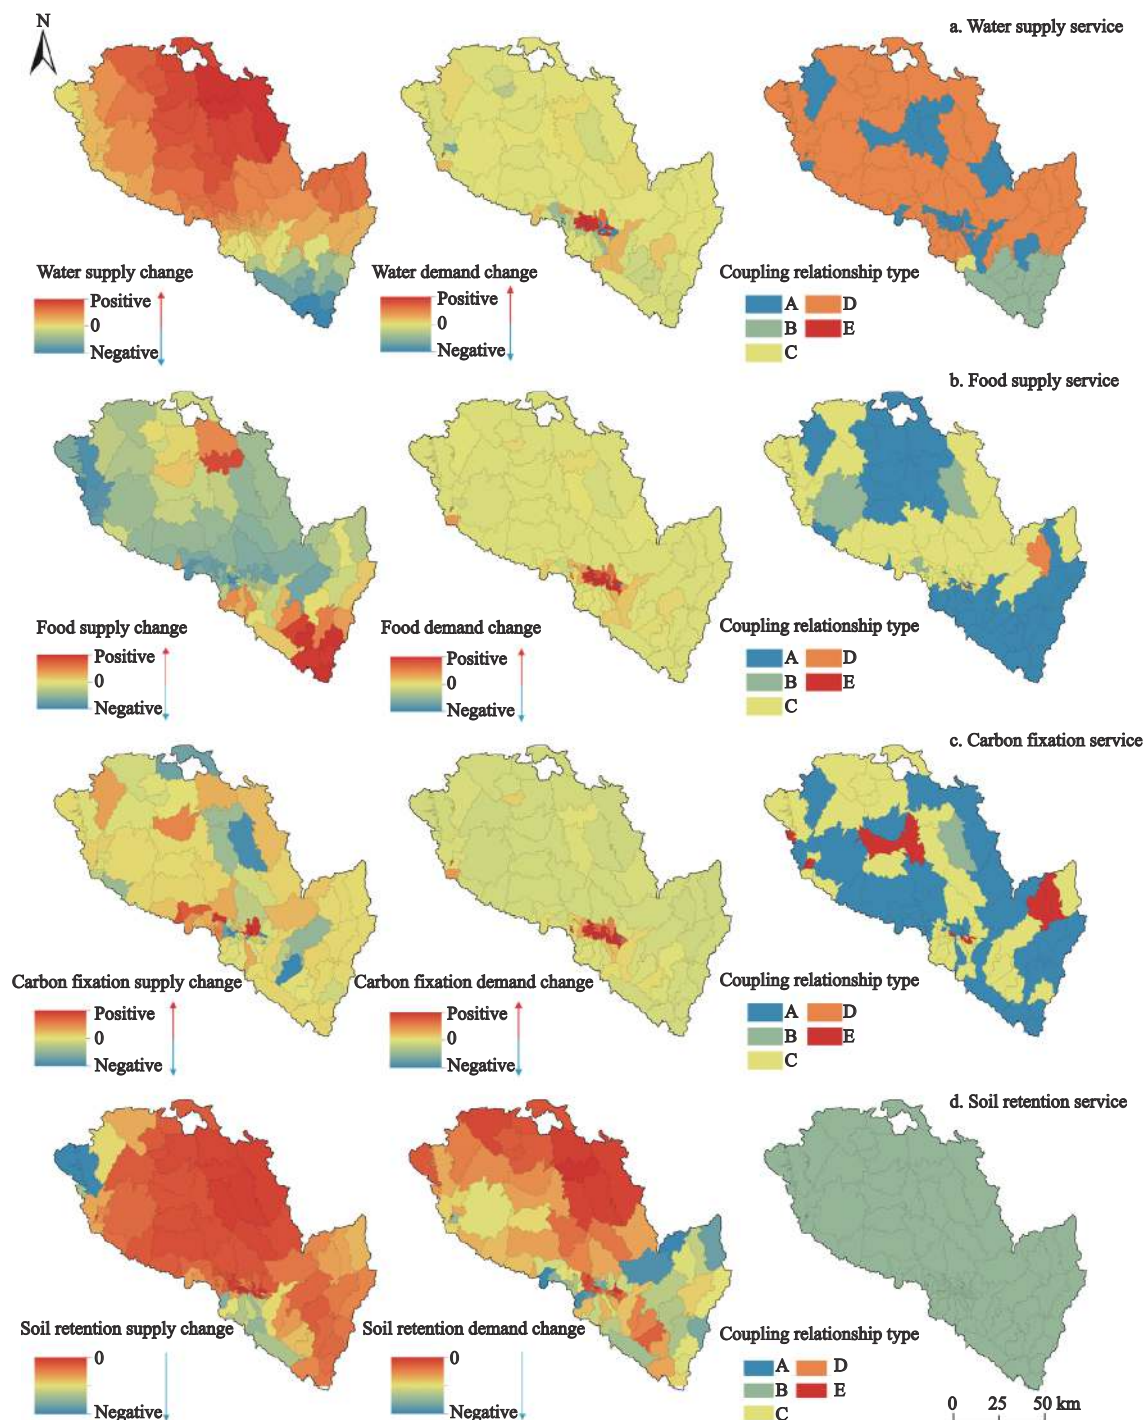 N
a. Water supply service
Water supply change
Positive
0
Negative
Water demand change
Positive
0
Negative
Coupling relationship type
A D
B E
C
b. Food supply service
Food supply change
Positive
0
Negative
Food demand change
Positive
0
Negative
Coupling relationship type
A D
B E
C
c. Carbon fixation service
Carbon fixation supply change
Positive
0
Negative
Carbon fixation demand change
Positive
0
Negative
Coupling relationship type
A D
B E
C
d. Soil retention service
Soil retention supply change
0
Negative
Soil retention demand change
0
Negative
Coupling relationship type
A D
B E
C
0 25 50 km